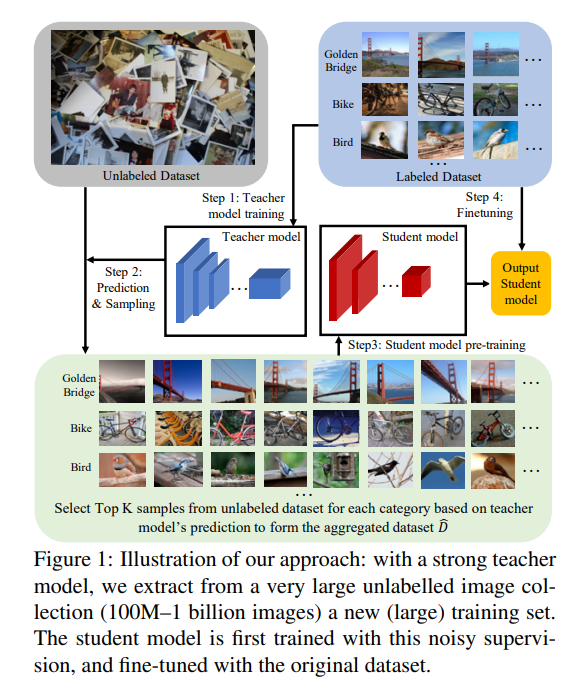 Unlabeled Dataset
Golden
Bridge
...
Bike
...
Bird
...
...
Labeled Dataset
Step 1: Teacher
model training
Step 4:
Finetuning
Teacher model
...
Student model
...
Step 2:
Prediction
& Sampling
Output
Student
model
Step3: Student model pre-training
Golden
Bridge
...
Bike
...
Bird
...
...
Select Top K samples from unlabeled dataset for each category based on teacher
model's prediction to form the aggregated dataset D̂
Figure 1: Illustration of our approach: with a strong teacher
model, we extract from a very large unlabelled image col-
lection (100M–1 billion images) a new (large) training set.
The student model is first trained with this noisy supervi-
sion, and fine-tuned with the original dataset.